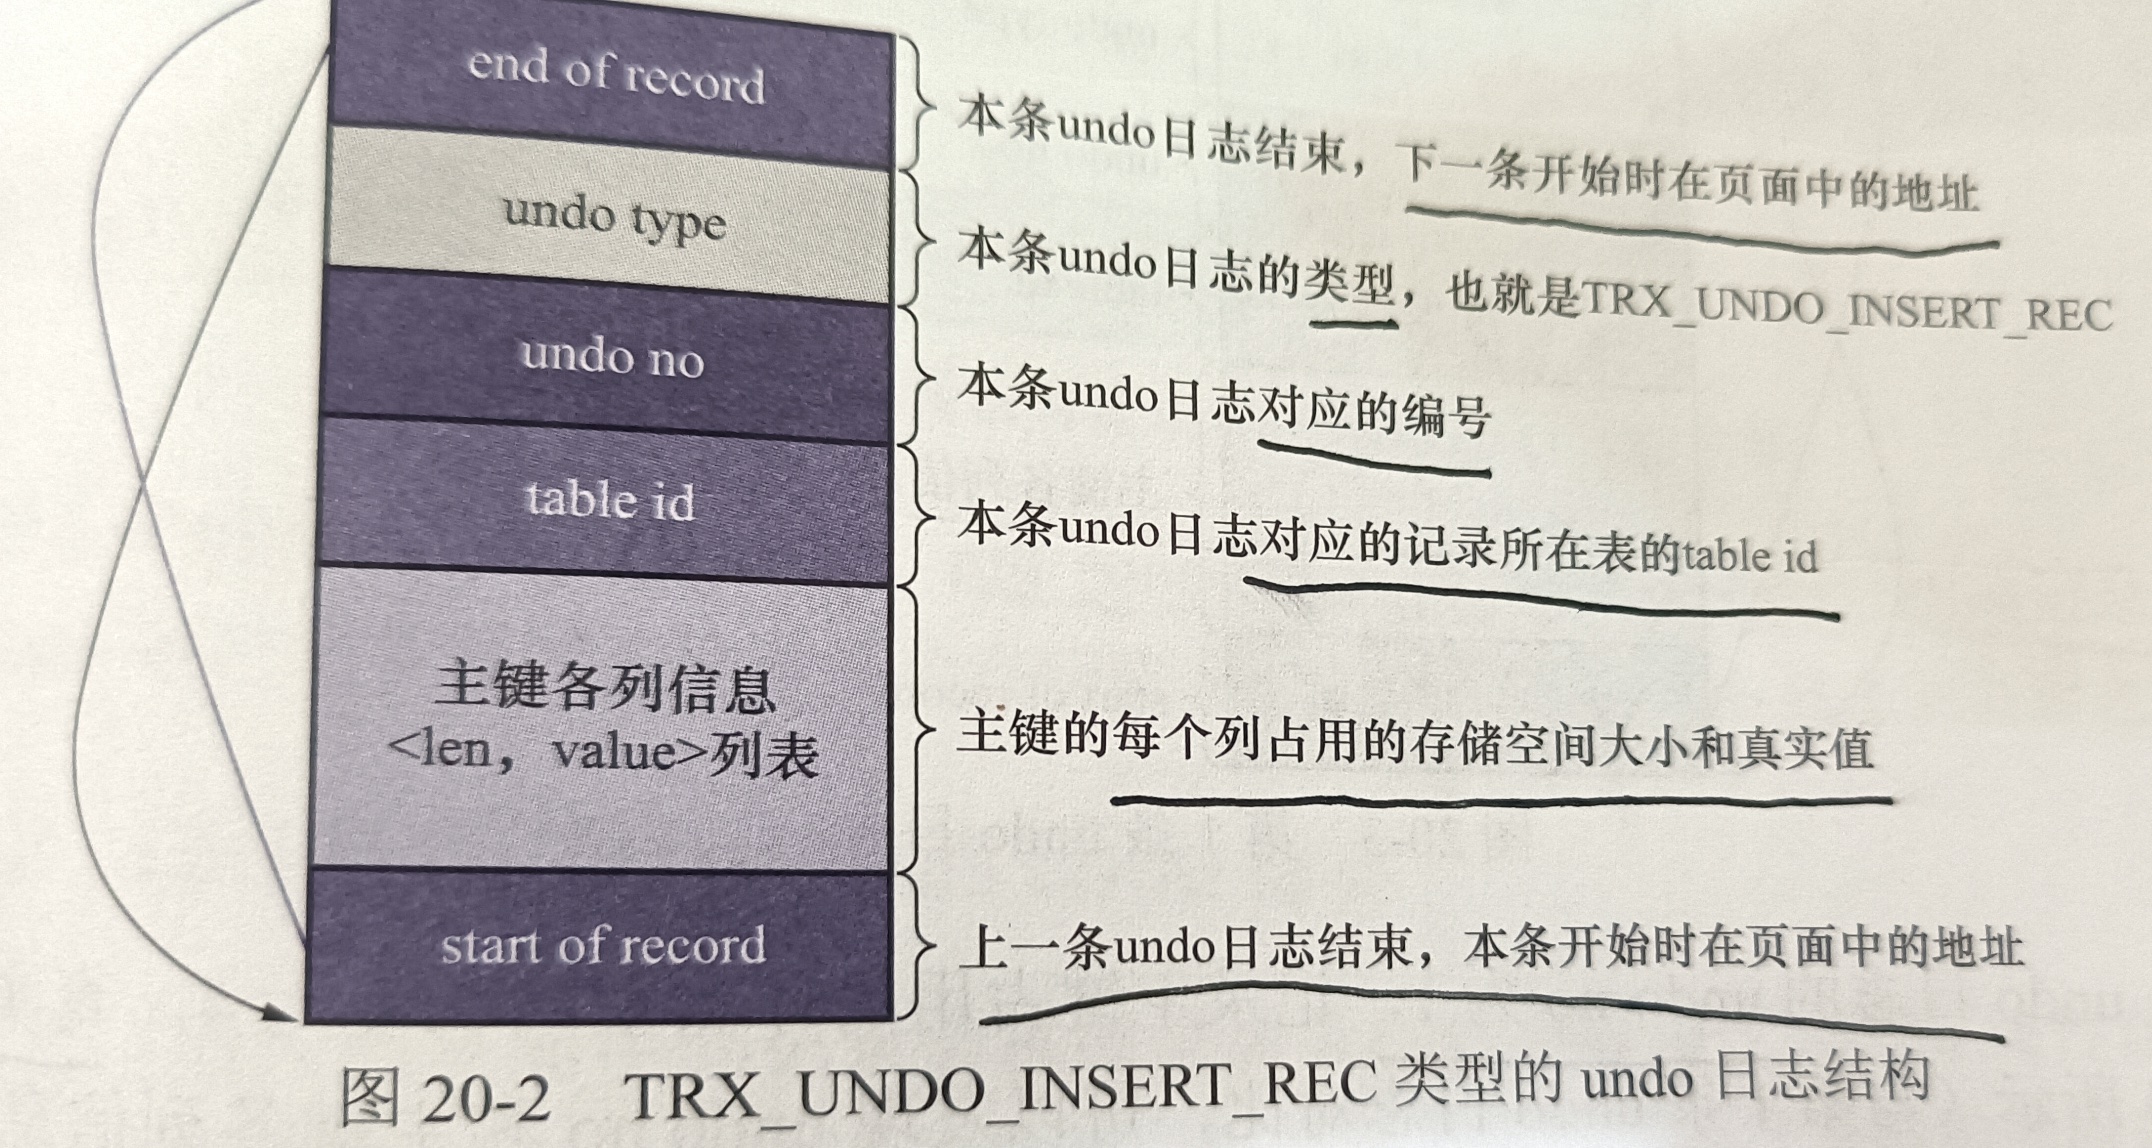 end of record
本条undo日志结束，下一条开始时在页面中的地址
undo type
本条undo日志的类型，也就是TRX_UNDO_INSERT_REC
undo no
本条undo日志对应的编号
table id
本条undo日志对应的记录所在表的table id
主键各列信息
<len，value>列表
主键的每个列占用的存储空间大小和真实值
start of record
上一条undo日志结束，本条开始时在页面中的地址
图 20-2 TRX_UNDO_INSERT_REC 类型的 undo 日志结构